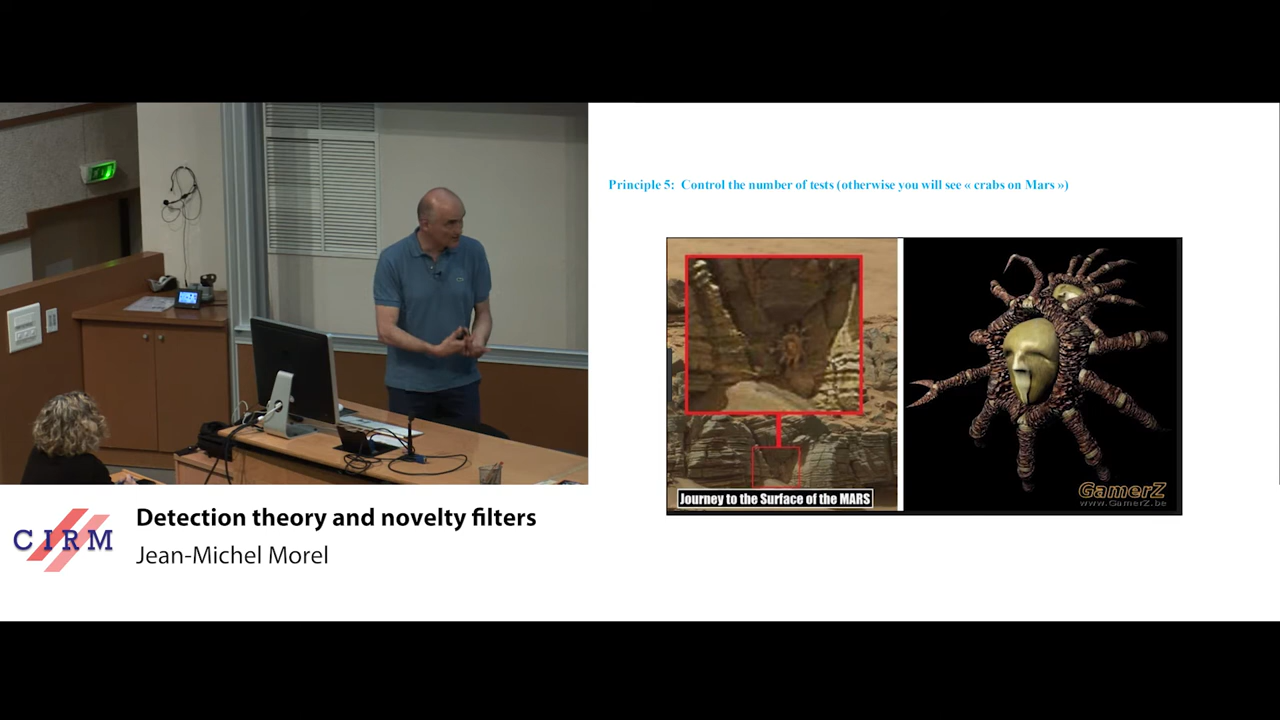 Principle 5: Control the number of tests (otherwise you will see « crabs on Mars »)
Journey to the Surface of the MARS
GamerZ
www.GamerZ.be
CIRM
Detection theory and novelty filters
Jean-Michel Morel